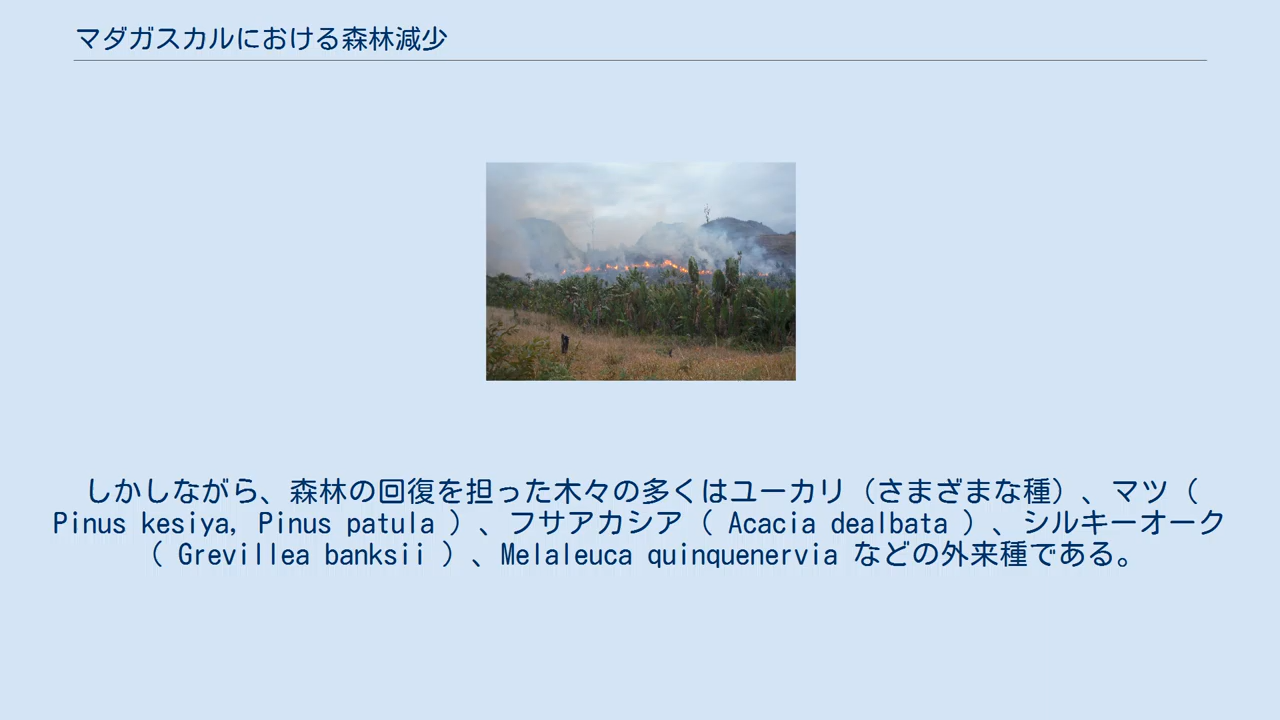 マダガスカルにおける森林減少
しかしながら、森林の回復を担った木々の多くはユーカリ（さまざまな種）、マツ（
Pinus kesiya, Pinus patula ）、フサアカシア（ Acacia dealbata ）、シルキーオーク
（ Grevillea banksii ）、Melaleuca quinquenervia などの外来種である。